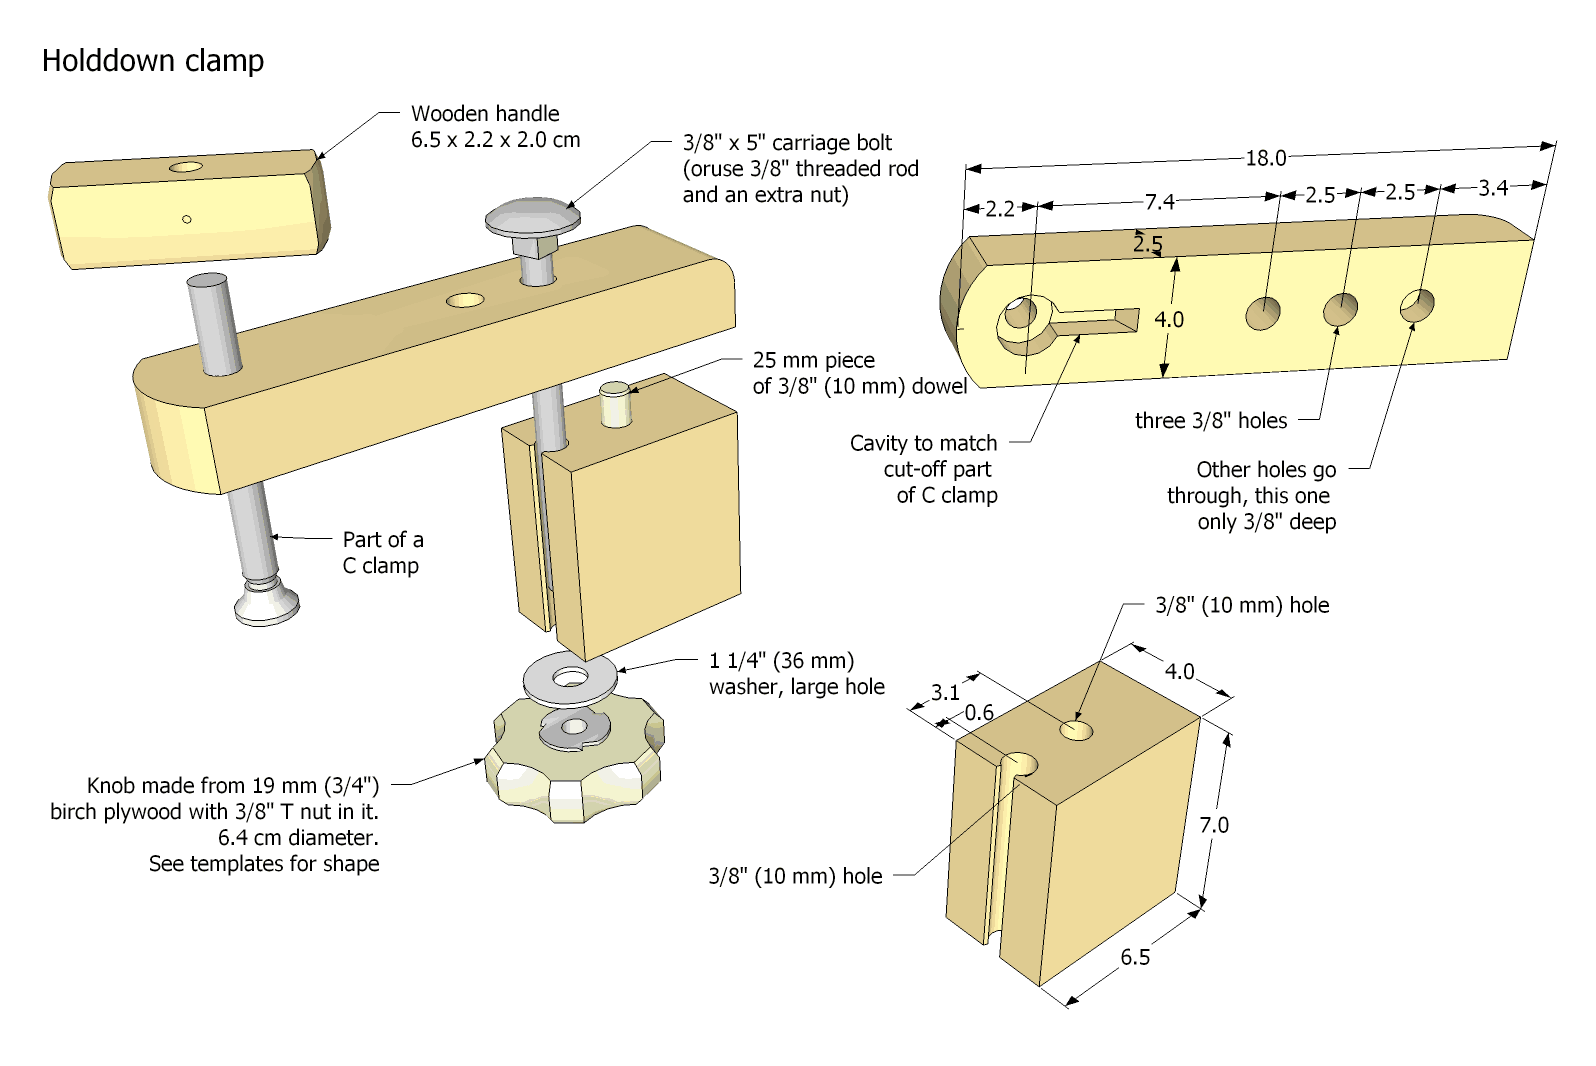 Holddown clamp
Wooden handle
6.5 x 2.2 x 2.0 cm
3/8" x 5" carriage bolt
(oruse 3/8" threaded rod
and an extra nut)
18.0
2.2
7.4
2.5
2.5
3.4
2.5
4.0
25 mm piece
of 3/8" (10 mm) dowel
three 3/8" holes
Cavity to match
cut-off part
of C clamp
Other holes go
through, this one
only 3/8" deep
Part of a
C clamp
3/8" (10 mm) hole
1 1/4" (36 mm)
washer, large hole
3.1
0.6
4.0
7.0
6.5
Knob made from 19 mm (3/4")
birch plywood with 3/8" T nut in it.
6.4 cm diameter.
See templates for shape
3/8" (10 mm) hole